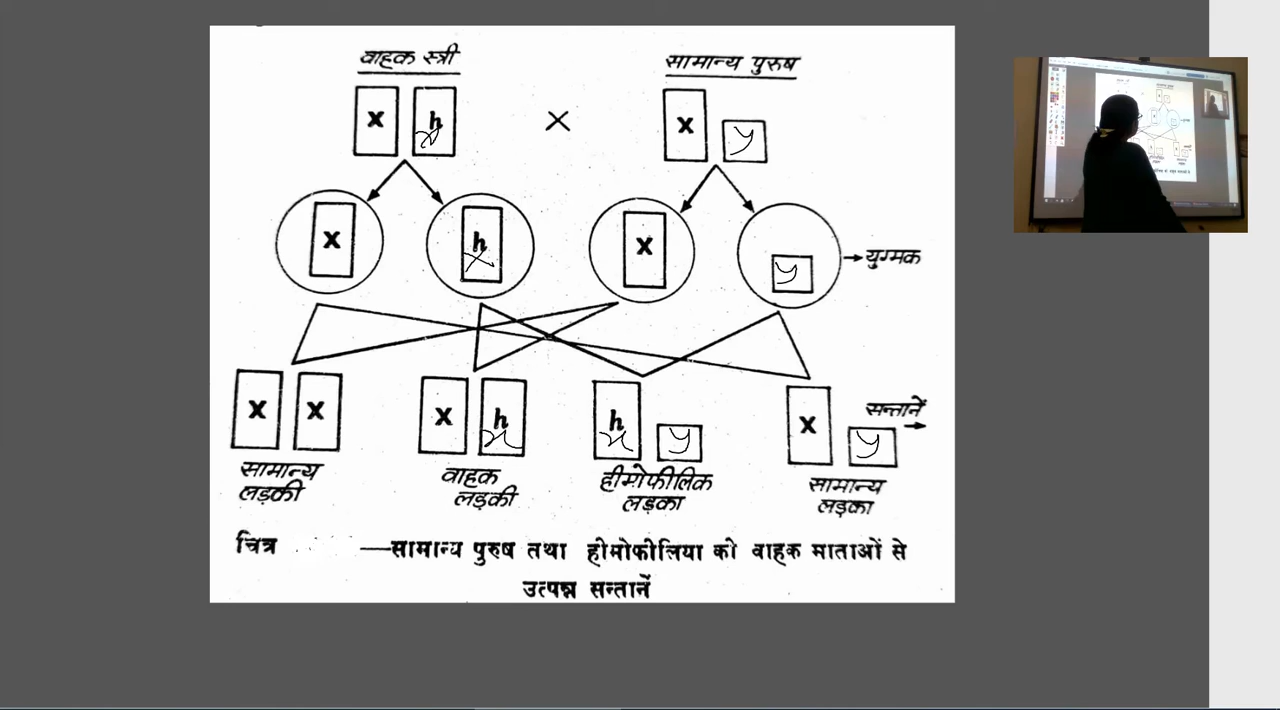 वाहक स्त्री
सामान्य पुरुष
X h x × X y
X h x X y → युग्मक
X X X h x h x y X y
सन्तानें →
सामान्य लड़की
वाहक लड़की
हीमोफीलिक लड़का
सामान्य लड़का
चित्र —सामान्य पुरुष तथा हीमोफीलिया की वाहक माताओं से
उत्पन्न सन्तानें